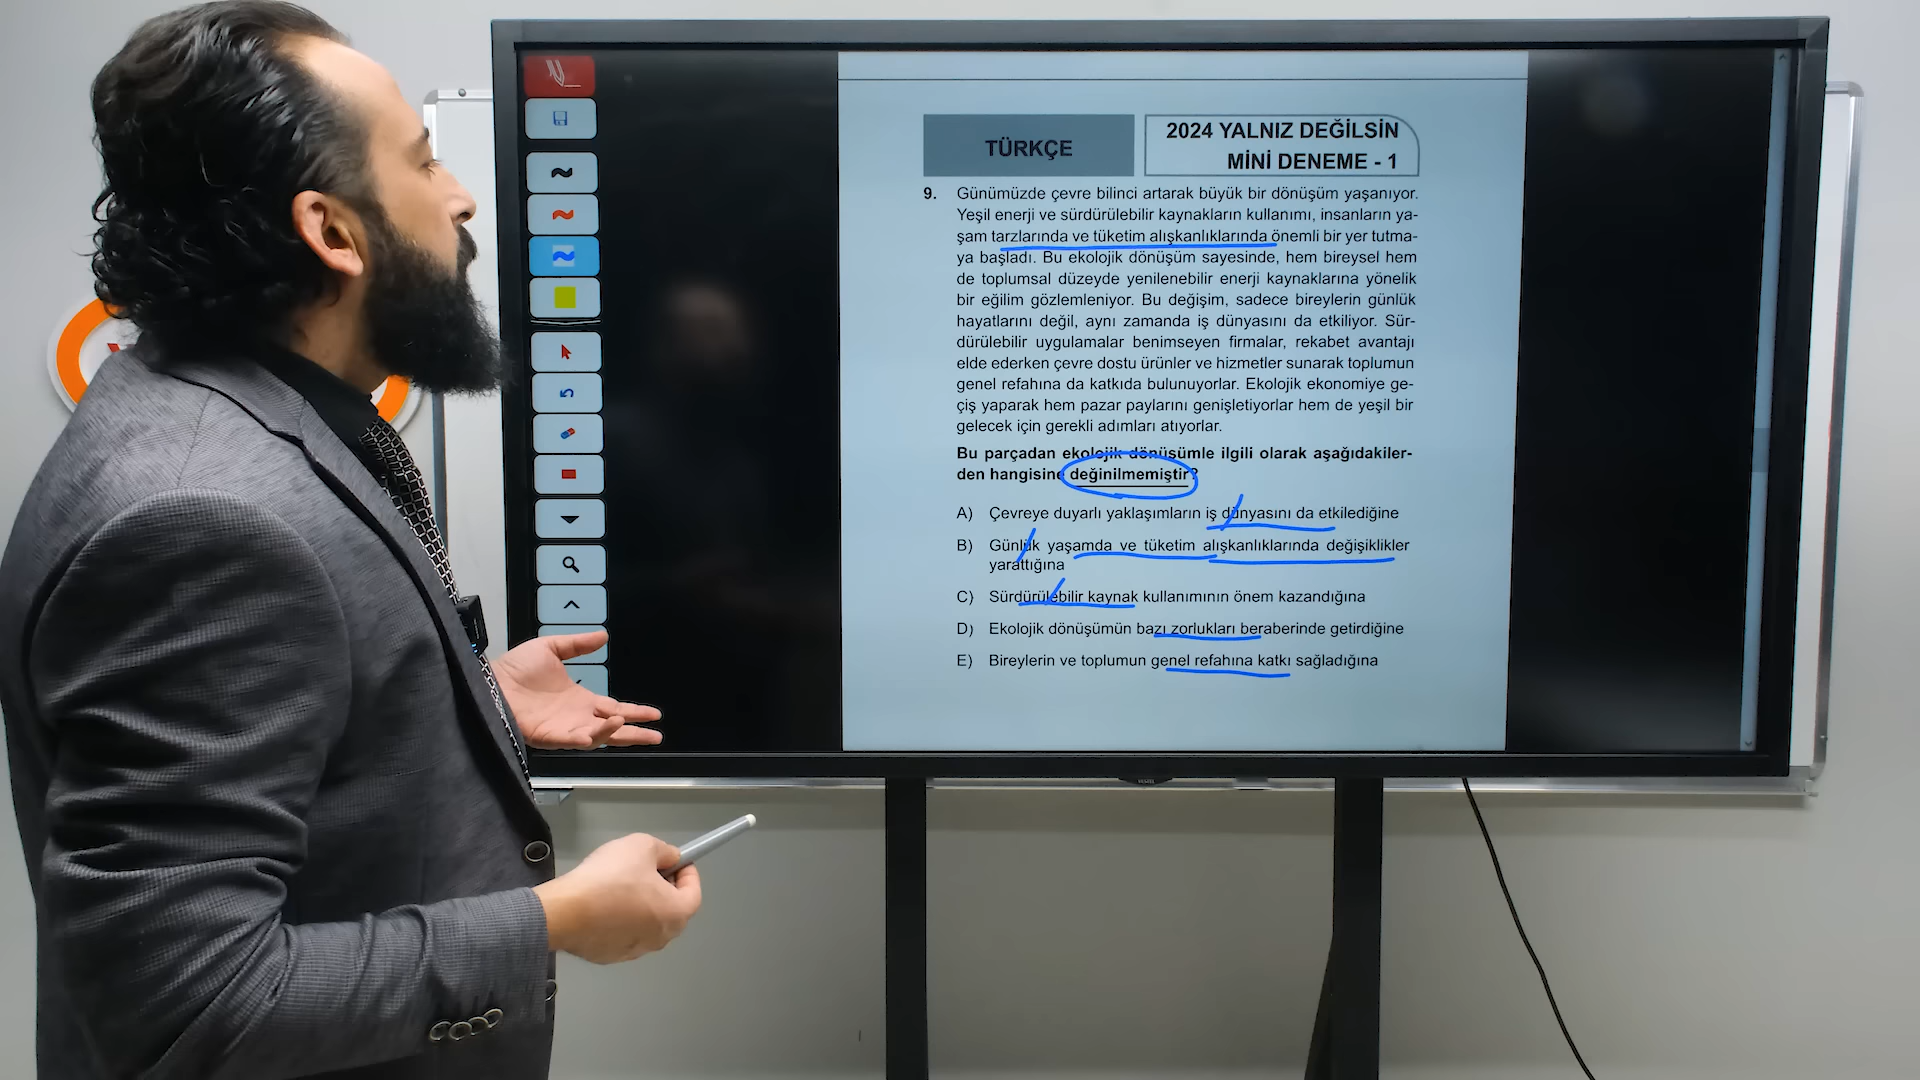 TÜRKÇE
2024 YALNIZ DEĞİLSİN
MİNİ DENEME - 1
9. Günümüzde çevre bilinci artarak büyük bir dönüşüm yaşanıyor.
Yeşil enerji ve sürdürülebilir kaynakların kullanımı, insanların ya-
şam tarzlarında ve tüketim alışkanlıklarında önemli bir yer tutma-
ya başladı. Bu ekolojik dönüşüm sayesinde, hem bireysel hem
de toplumsal düzeyde yenilenebilir enerji kaynaklarına yönelik
bir eğilim gözlemleniyor. Bu değişim, sadece bireylerin günlük
hayatlarını değil, aynı zamanda iş dünyasını da etkiliyor. Sür-
dürülebilir uygulamalar benimseyen firmalar, rekabet avantajı
elde ederken çevre dostu ürünler ve hizmetler sunarak toplumun
genel refahına da katkıda bulunuyorlar. Ekolojik ekonomiye ge-
çiş yaparak hem pazar paylarını genişletiyorlar hem de yeşil bir
gelecek için gerekli adımları atıyorlar.
Bu parçadan ekolojik dönüşümle ilgili olarak aşağıdakiler-
den hangisine değinilmemiştir?
A) Çevreye duyarlı yaklaşımların iş dünyasını da etkilediğine
B) Günlük yaşamda ve tüketim alışkanlıklarında değişiklikler
yarattığına
C) Sürdürülebilir kaynak kullanımının önem kazandığına
D) Ekolojik dönüşümün bazı zorlukları beraberinde getirdiğine
E) Bireylerin ve toplumun genel refahına katkı sağladığına